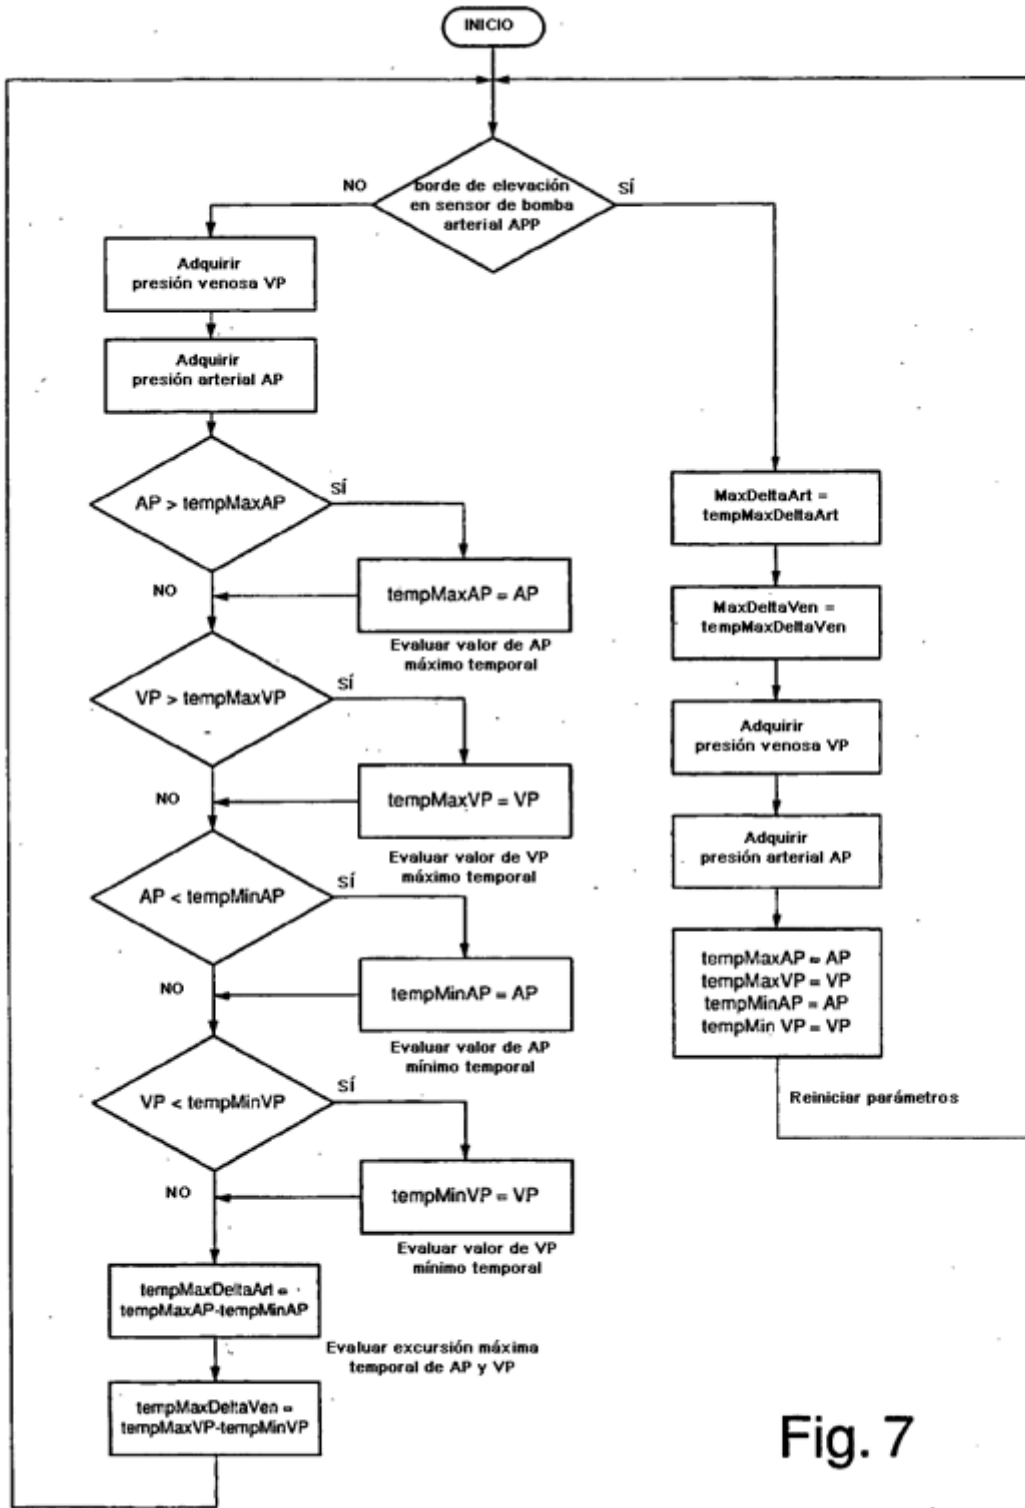 INICIO
borde de elevación
en sensor de bomba
arterial APP
NO
SÍ
Adquirir
presión venosa VP
Adquirir
presión arterial AP
AP > tempMaxAP
SÍ
NO
tempMaxAP = AP
Evaluar valor de AP
máximo temporal
VP > tempMaxVP
SÍ
NO
tempMaxVP = VP
Evaluar valor de VP
máximo temporal
AP < tempMinAP
SÍ
NO
tempMinAP = AP
Evaluar valor de AP
mínimo temporal
VP < tempMinVP
SÍ
NO
tempMinVP = VP
Evaluar valor de VP
mínimo temporal
tempMaxDeltaArt =
tempMaxAP-tempMinAP
Evaluar excursión máxima
temporal de AP y VP
tempMaxDeltaVen =
tempMaxVP-tempMinVP
MaxDeltaArt =
tempMaxDeltaArt
MaxDeltaVen =
tempMaxDeltaVen
Adquirir
presión venosa VP
Adquirir
presión arterial AP
tempMaxAP = AP
tempMaxVP = VP
tempMinAP = AP
tempMin VP = VP
Reiniciar parámetros
Fig. 7